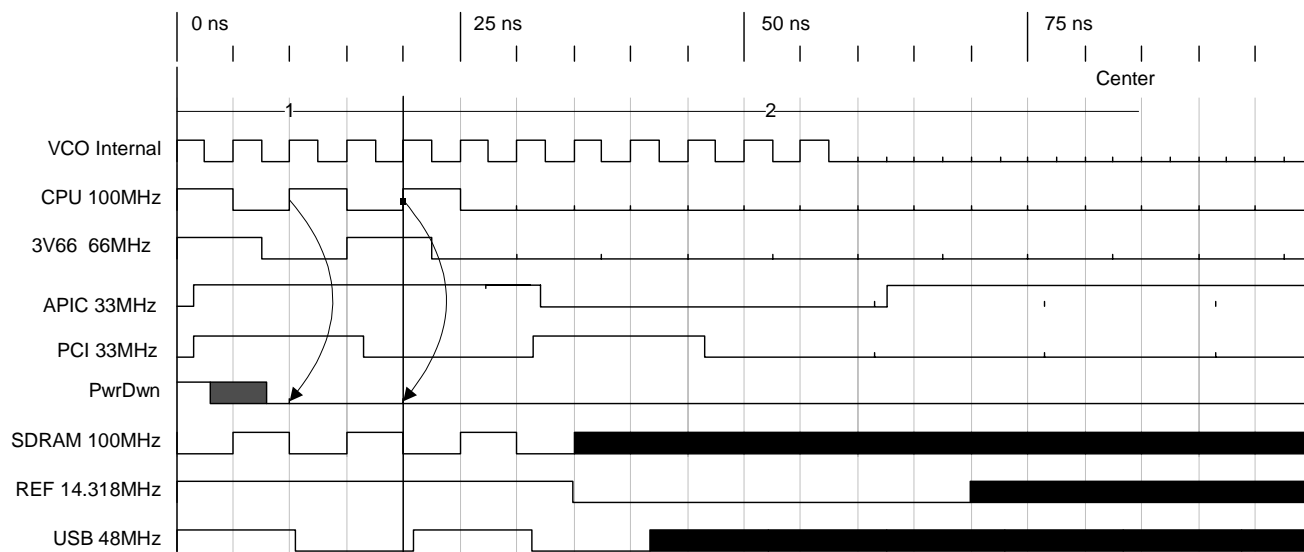 0 ns 25 ns 50 ns 75 ns
Center
1 2
VCO Internal
CPU 100MHz
3V66 66MHz
APIC 33MHz
PCI 33MHz
PwrDwn
SDRAM 100MHz
REF 14.318MHz
USB 48MHz